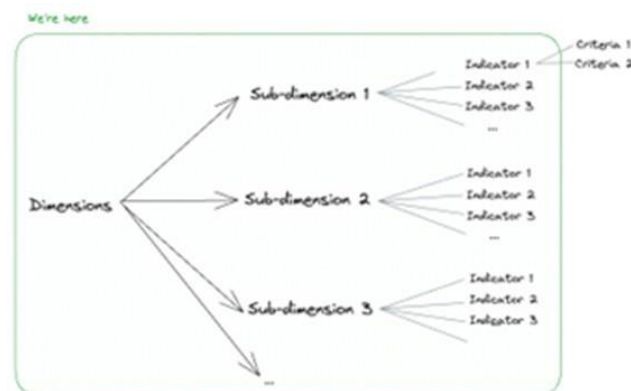 We're here
Criteria 1
Indicator 1
Criteria 2
Sub-dimension 1
Indicator 2
Indicator 3
...
Indicator 1
Dimensions
Sub-dimension 2
Indicator 2
Indicator 3
...
Indicator 1
Sub-dimension 3
Indicator 2
Indicator 3
...